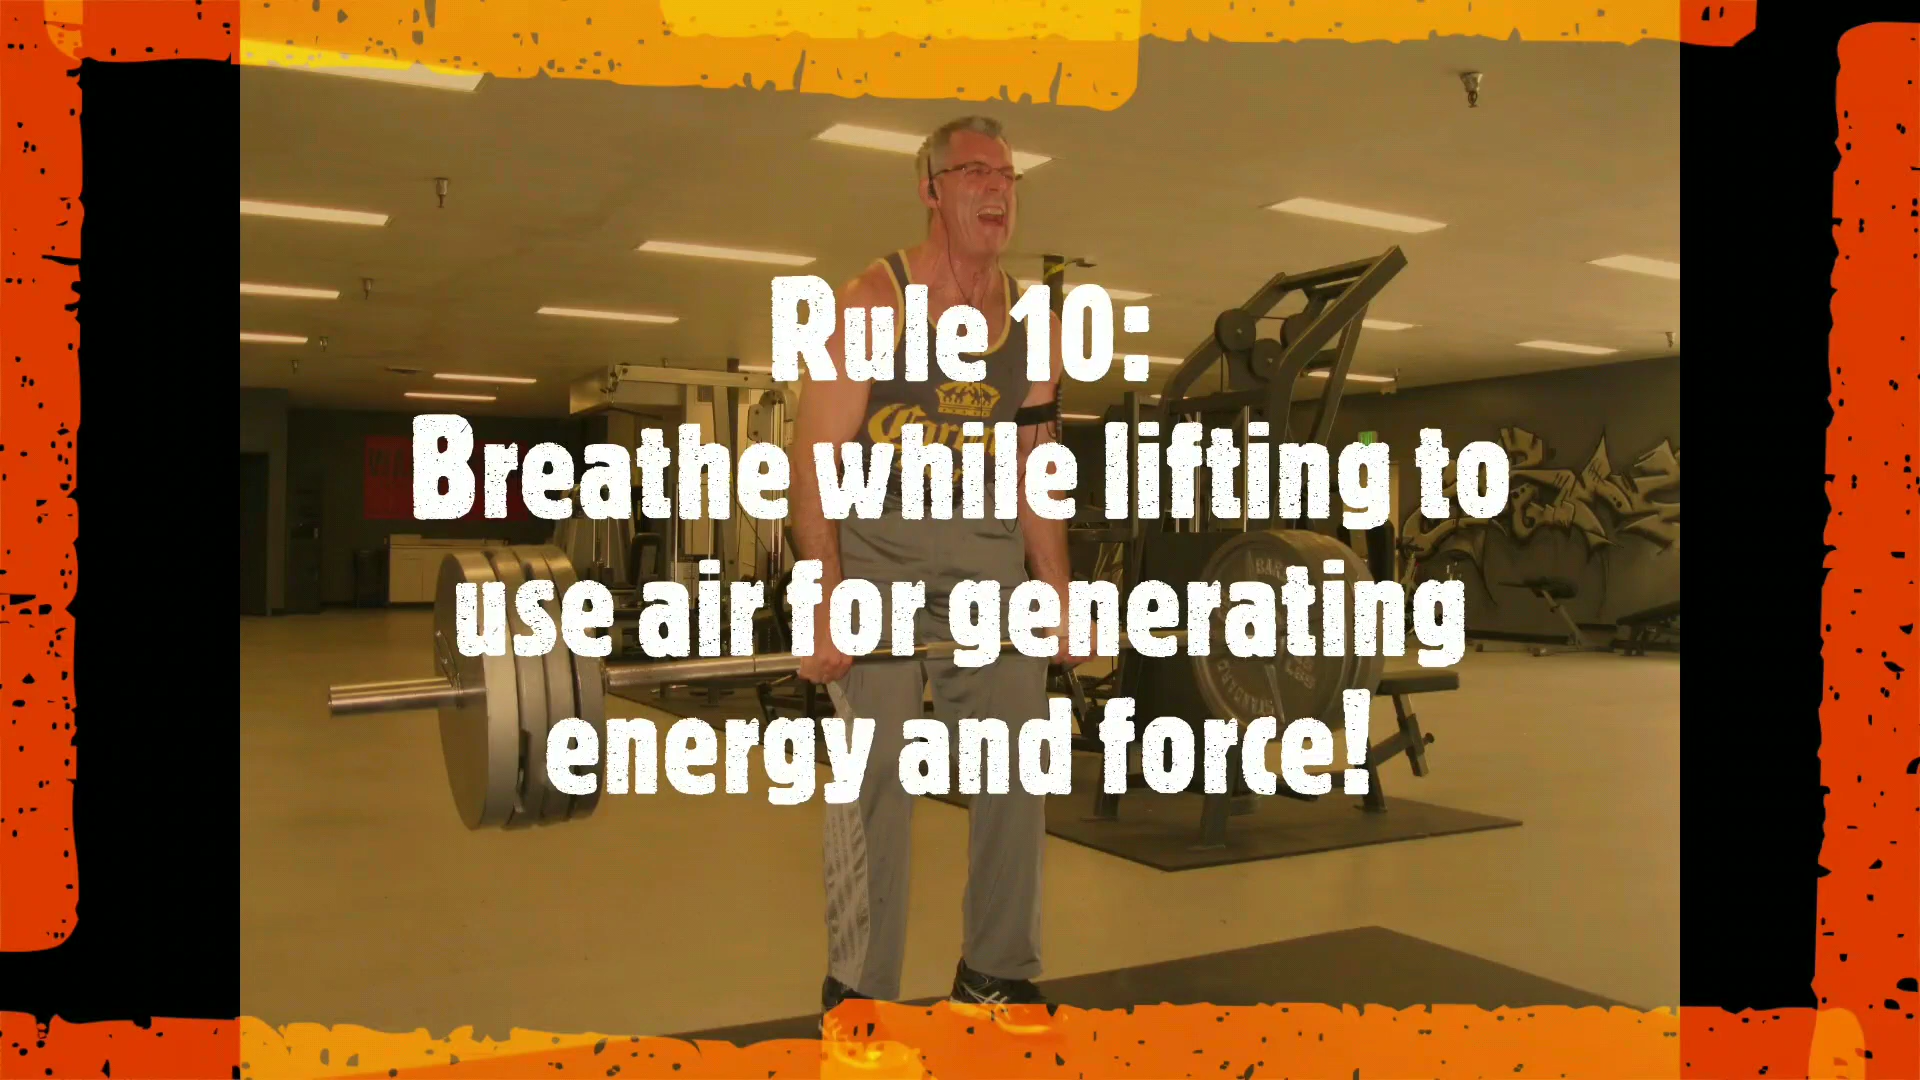 Rule 10:
Breathe while lifting to
use air for generating
energy and force!